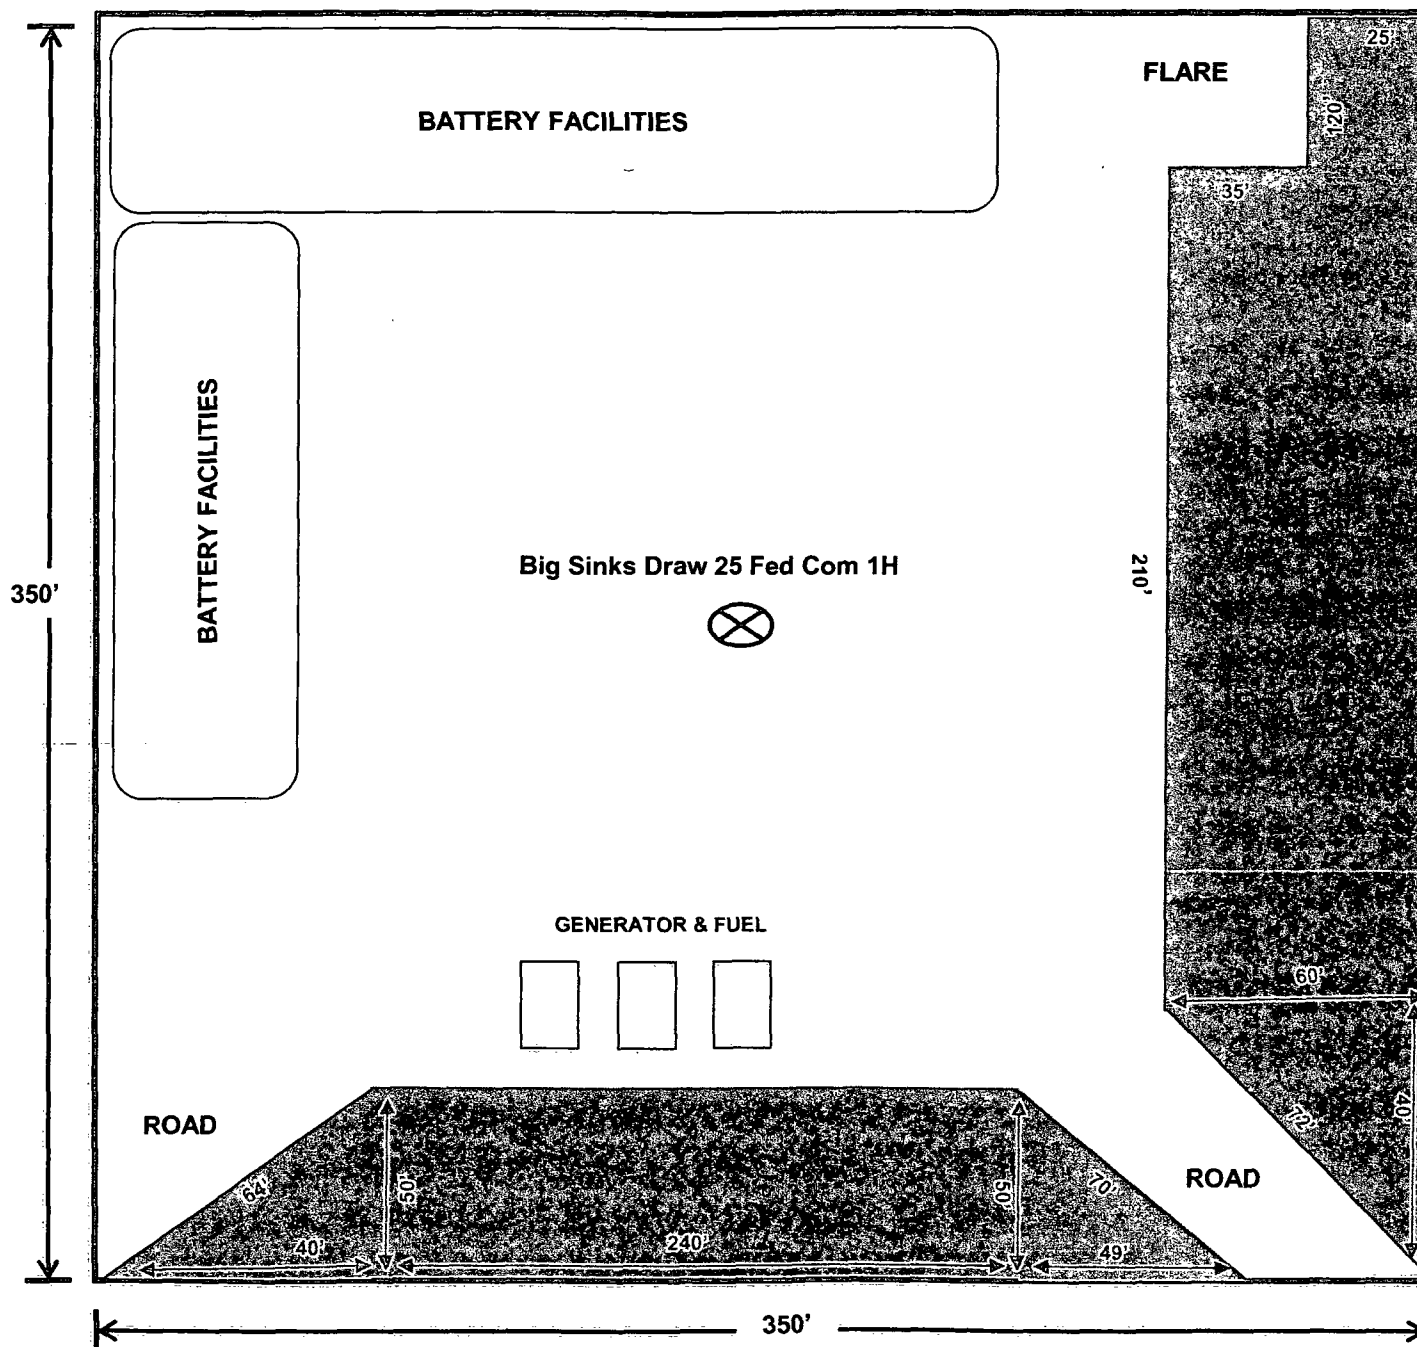 25'
FLARE
120'
BATTERY FACILITIES
35'
BATTERY FACILITIES
Big Sinks Draw 25 Fed Com 1H
210'
350'
GENERATOR & FUEL
60'
40'
72'
ROAD
64'
50'
50'
70'
ROAD
40'
240'
49'
350'